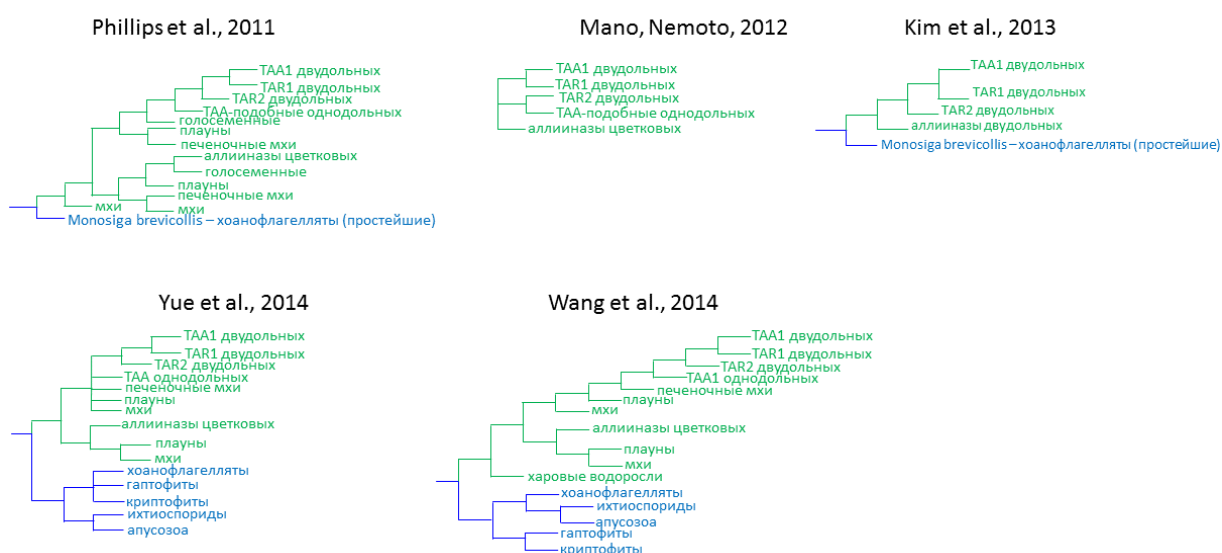 Phillips et al., 2011
TAA1 двудольных
TAR1 двудольных
TAR2 двудольных
TAA-подобные однодольных
голосеменные
плауны
печеночные мхи
аллииназы цветковых
голосеменные
плауны
печеночные мхи
мхи
мхи
Monosiga brevicollis – хоанофлагелляты (простейшие)
Mano, Nemoto, 2012
TAA1 двудольных
TAR1 двудольных
TAR2 двудольных
TAA-подобные однодольных
аллииназы цветковых
Kim et al., 2013
TAA1 двудольных
TAR1 двудольных
TAR2 двудольных
аллииназы двудольных
Monosiga brevicollis – хоанофлагелляты (простейшие)
Yue et al., 2014
TAA1 двудольных
TAR1 двудольных
TAR2 двудольных
TAA однодольных
печеночные мхи
плауны
мхи
аллииназы цветковых
плауны
мхи
хоанофлагелляты
гаптофиты
криптофиты
ихтиоспориды
апусозоа
Wang et al., 2014
TAA1 двудольных
TAR1 двудольных
TAR2 двудольных
TAA1 однодольных
печеночные мхи
плауны
мхи
аллииназы цветковых
плауны
мхи
харовые водоросли
хоанофлагелляты
ихтиоспориды
апусозоа
гаптофиты
криптофиты